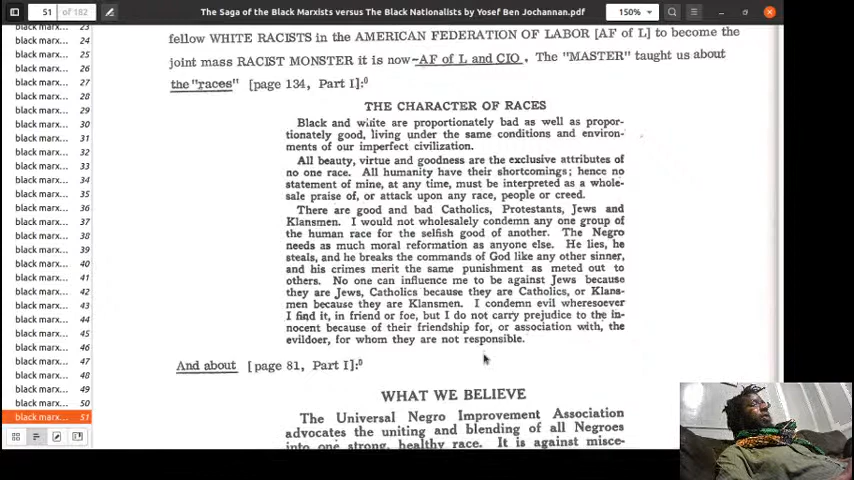 51 of 182
The Saga of the Black Marxists versus The Black Nationalists by Yosef Ben Jochannan.pdf
150%
black marx... 24
black marx... 25
black marx... 26
black marx... 27
black marx... 28
black marx... 29
black marx... 30
black marx... 31
black marx... 32
black marx... 33
black marx... 34
black marx... 35
black marx... 36
black marx... 37
black marx... 38
black marx... 39
black marx... 40
black marx... 41
black marx... 42
black marx... 43
black marx... 44
black marx... 45
black marx... 46
black marx... 47
black marx... 48
black marx... 49
black marx... 50
black marx... 51
fellow WHITE RACISTS in the AMERICAN FEDERATION OF LABOR [AF of L] to become the
joint mass RACIST MONSTER it is now - AF of L and CIO. The "MASTER" taught us about
the "races" [page 134, Part I]:
THE CHARACTER OF RACES
Black and white are proportionately bad as well as propor-
tionately good, living under the same conditions and environ-
ments of our imperfect civilization.
All beauty, virtue and goodness are the exclusive attributes of
no one race. All humanity have their shortcomings; hence no
statement of mine, at any time, must be interpreted as a whole-
sale praise of, or attack upon any race, people or creed.
There are good and bad Catholics, Protestants, Jews and
Klansmen. I would not wholesalely condemn any one group of
the human race for the selfish good of another. The Negro
needs as much moral reformation as anyone else. He lies, he
steals, and he breaks the commands of God like any other sinner,
and his crimes merit the same punishment as meted out to
others. No one can influence me to be against Jews because
they are Jews, Catholics because they are Catholics, or Klans-
men because they are Klansmen. I condemn evil wheresoever
I find it, in friend or foe, but I do not carry prejudice to the in-
nocent because of their friendship for, or association with, the
evildoer, for whom they are not responsible.
And about [page 81, Part I]:
WHAT WE BELIEVE
The Universal Negro Improvement Association
advocates the uniting and blending of all Negroes
into one strong, healthy race. It is against misce-